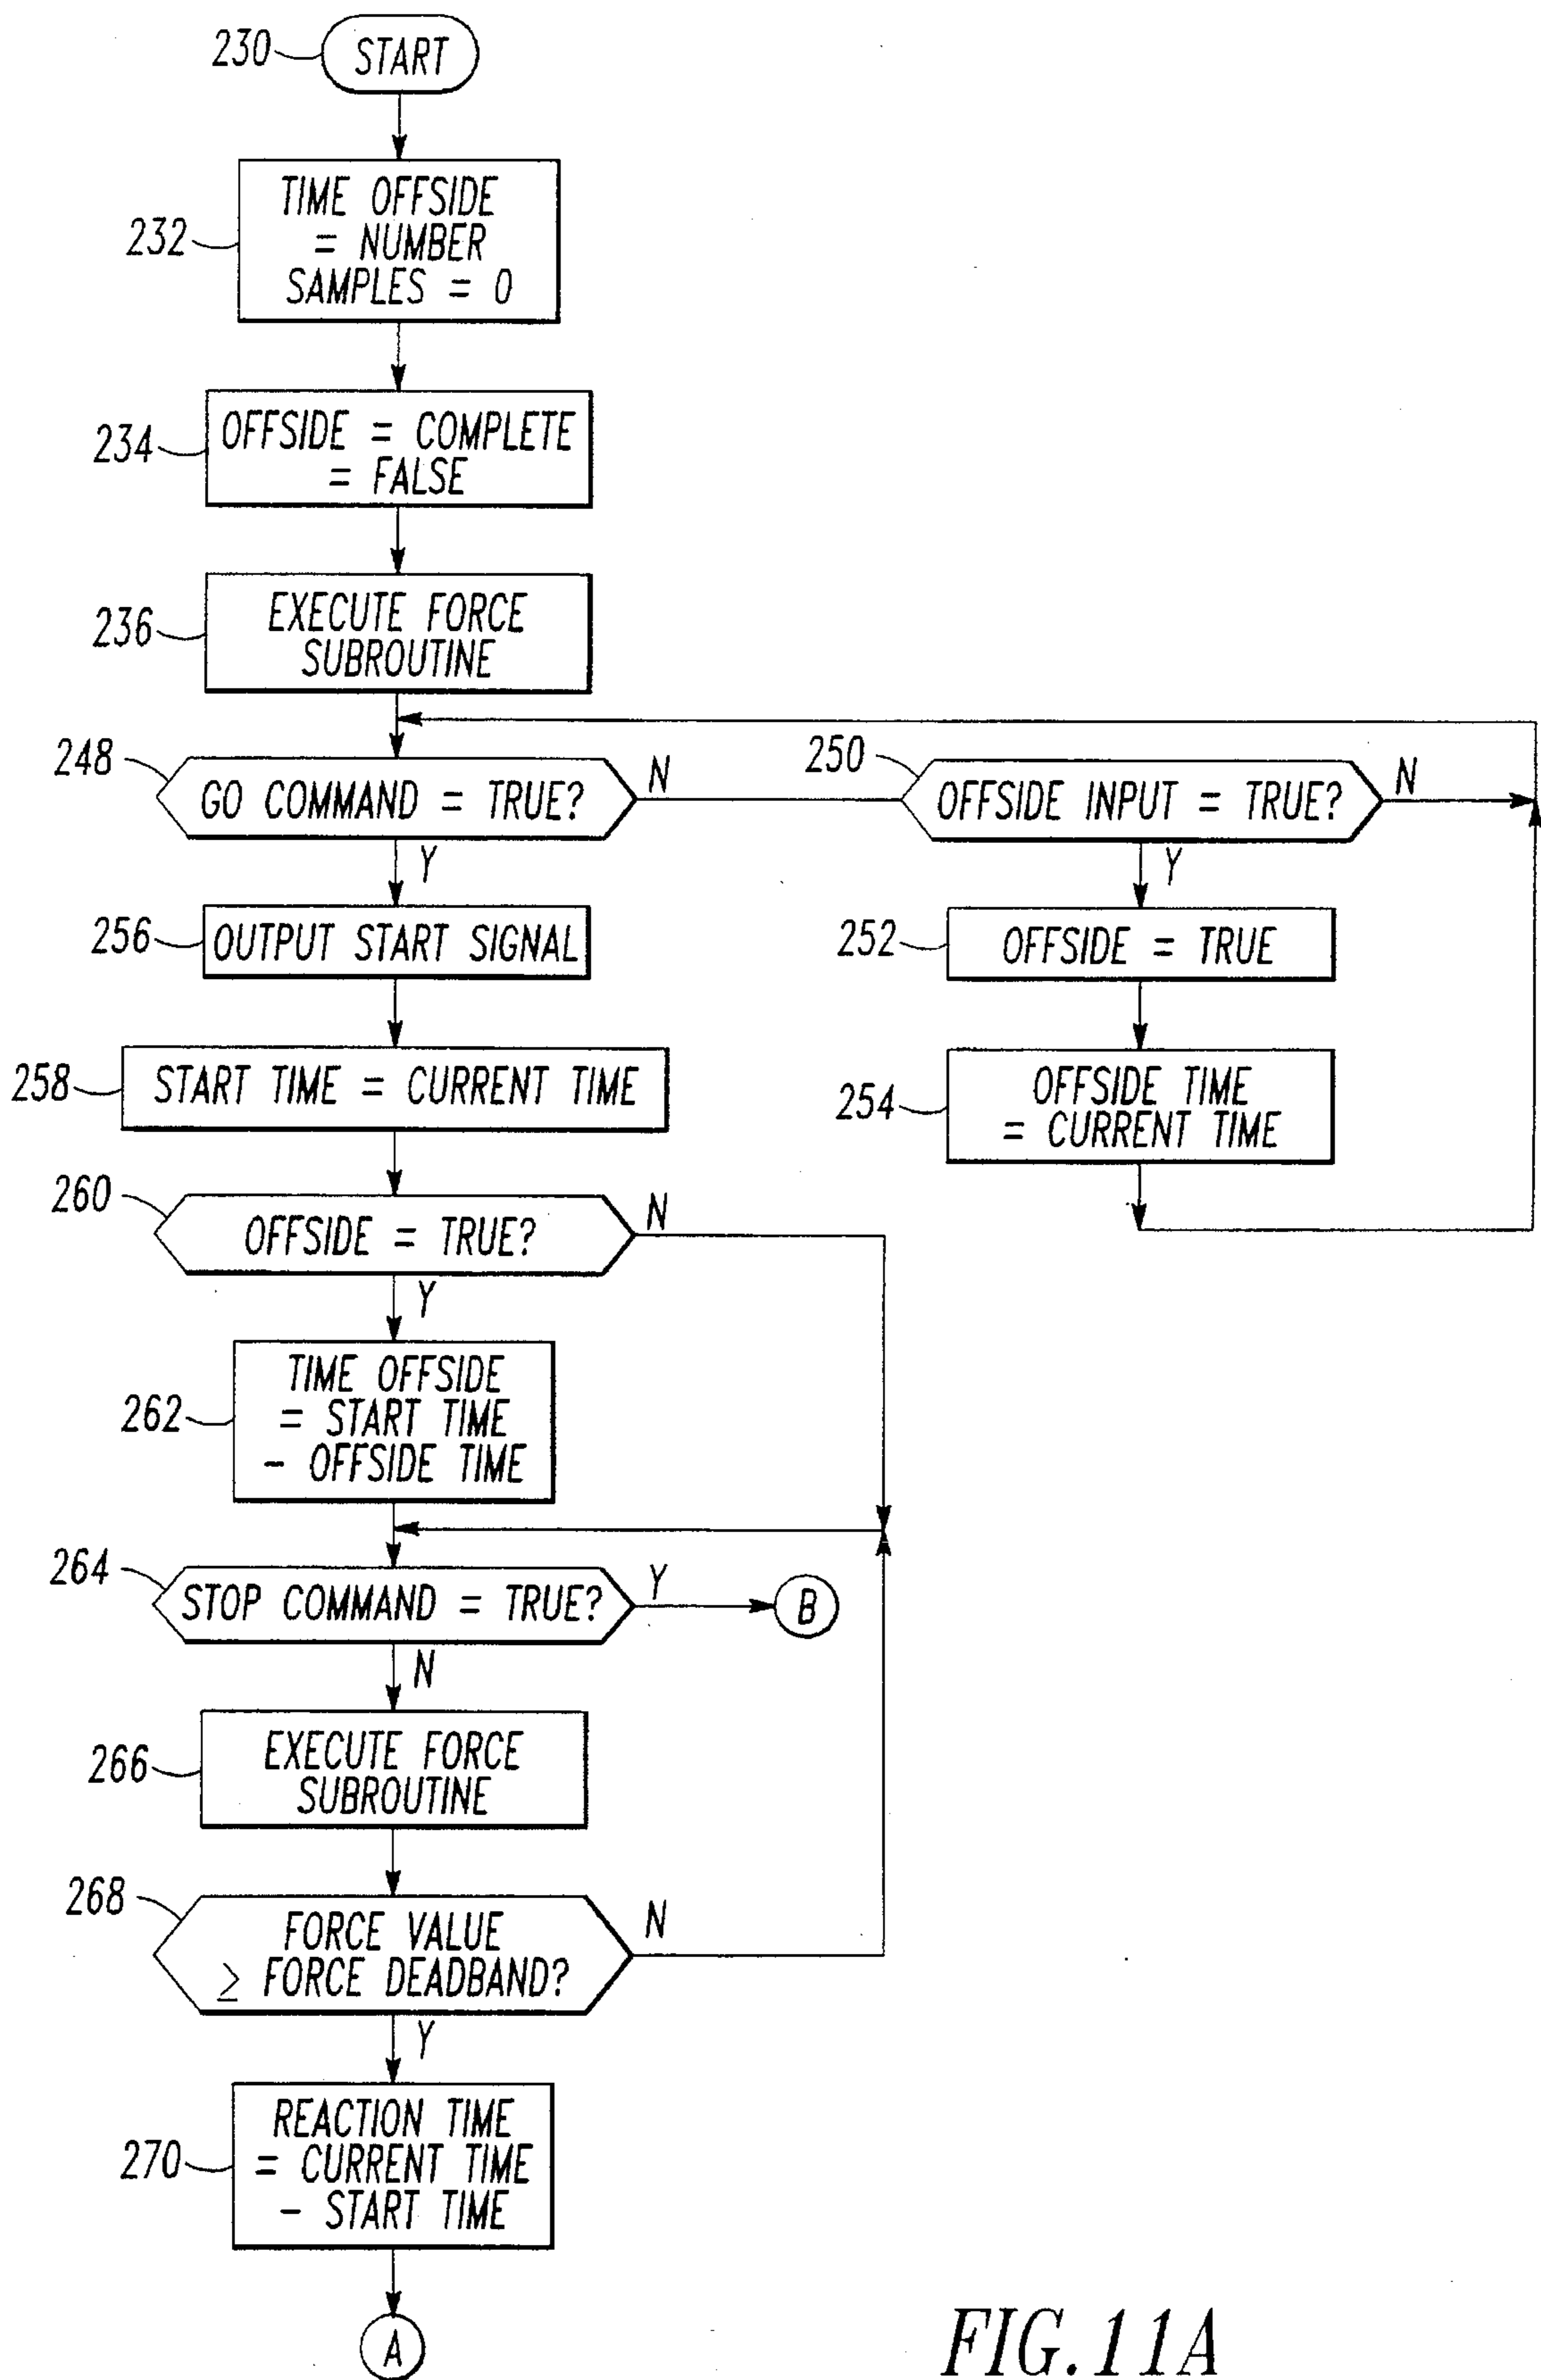 230
START
232
TIME OFFSIDE
= NUMBER
SAMPLES = 0
234
OFFSIDE = COMPLETE
= FALSE
236
EXECUTE FORCE
SUBROUTINE
248
GO COMMAND = TRUE?
N
Y
250
OFFSIDE INPUT = TRUE?
N
Y
252
OFFSIDE = TRUE
254
OFFSIDE TIME
= CURRENT TIME
256
OUTPUT START SIGNAL
258
START TIME = CURRENT TIME
260
OFFSIDE = TRUE?
N
Y
262
TIME OFFSIDE
= START TIME
- OFFSIDE TIME
264
STOP COMMAND = TRUE?
Y
B
N
266
EXECUTE FORCE
SUBROUTINE
268
FORCE VALUE
≥ FORCE DEADBAND?
N
Y
270
REACTION TIME
= CURRENT TIME
- START TIME
A
FIG. 11A